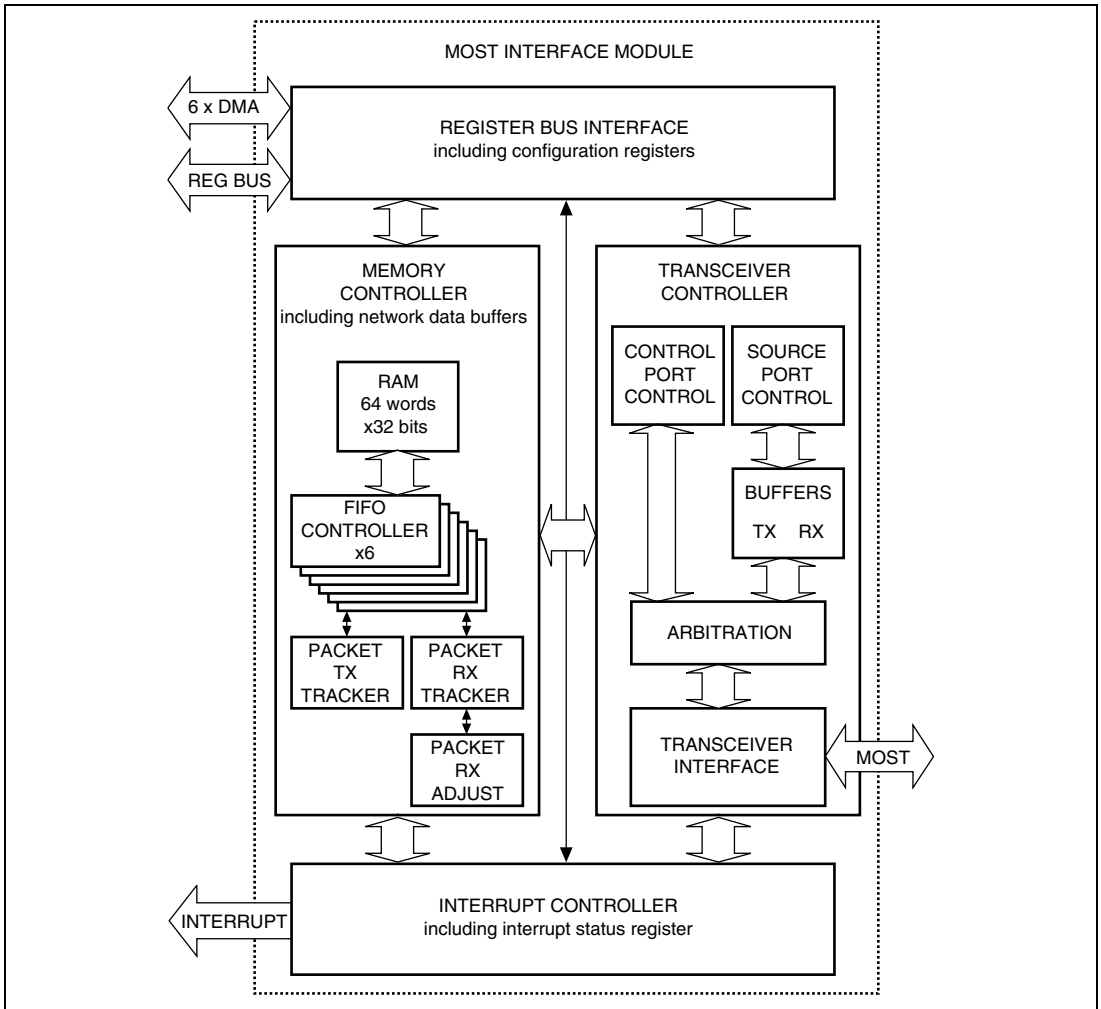 MOST INTERFACE MODULE
6 x DMA
REGISTER BUS INTERFACE
including configuration registers
REG BUS
MEMORY
CONTROLLER
including network data buffers
RAM
64 words
x32 bits
FIFO
CONTROLLER
x6
PACKET
TX
TRACKER
PACKET
RX
TRACKER
PACKET
RX
ADJUST
TRANSCEIVER
CONTROLLER
CONTROL
PORT
CONTROL
SOURCE
PORT
CONTROL
BUFFERS
TX RX
ARBITRATION
TRANSCEIVER
INTERFACE
MOST
INTERRUPT
INTERRUPT CONTROLLER
including interrupt status register